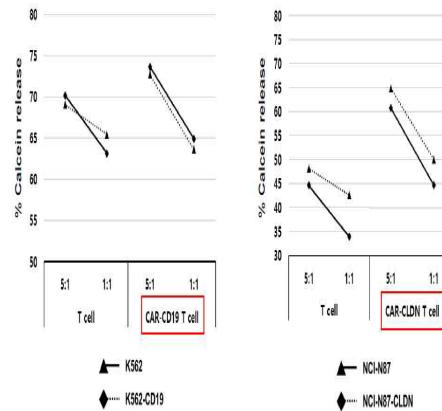 % Calcein release
80
75
70
65
60
55
50
5:1 1:1 5:1 1:1
T cell CAR-CD19 T cell
K562
K562-CD19
% Calcein release
80
75
70
65
60
55
50
45
40
35
30
5:1 1:1 5:1 1:1
T cell CAR-CLDN T cell
NCI-N87
NCI-N87-CLDN